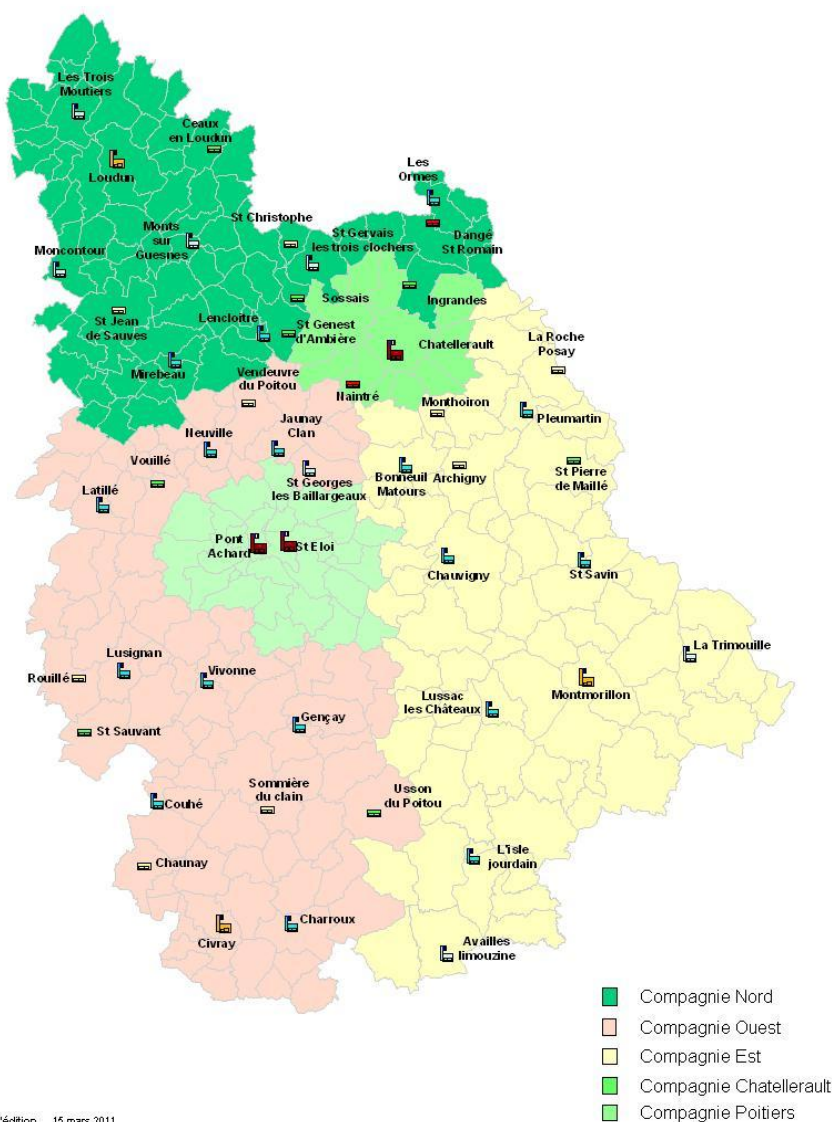 Les Trois
Moutiers
Ceaux
en Loudun
Loudun
Les
Ormes
St Christophe
St Gervais
les trois clochers
Dangé
St Romain
Monts
sur
Guesnes
Moncontour
Sossais
Ingrandes
St Jean
de Sauves
Lencloître
St Genest
d'Ambière
Chatellerault
La Roche
Posay
Mirebeau
Vendeuvre
du Poitou
Naintré
Monthoiron
Pleumartin
Neuville
Jaunay
Clan
Vouillé
Latillé
St Georges
les Baillargeaux
Bonneuil
Matours
Archigny
St Pierre
de Maillé
Pont
Achard
St Eloi
Chauvigny
St Savin
La Trimouille
Lusignan
Rouillé
Vivonne
Lussac
les Châteaux
Montmorillon
St Sauvant
Gençay
Couhé
Sommière
du clain
Usson
du Poitou
Chaunay
L'isle
jourdain
Civray
Charroux
Availles
limouzine
Compagnie Nord
Compagnie Ouest
Compagnie Est
Compagnie Chatellerault
Compagnie Poitiers
'édition 15 mars 2011